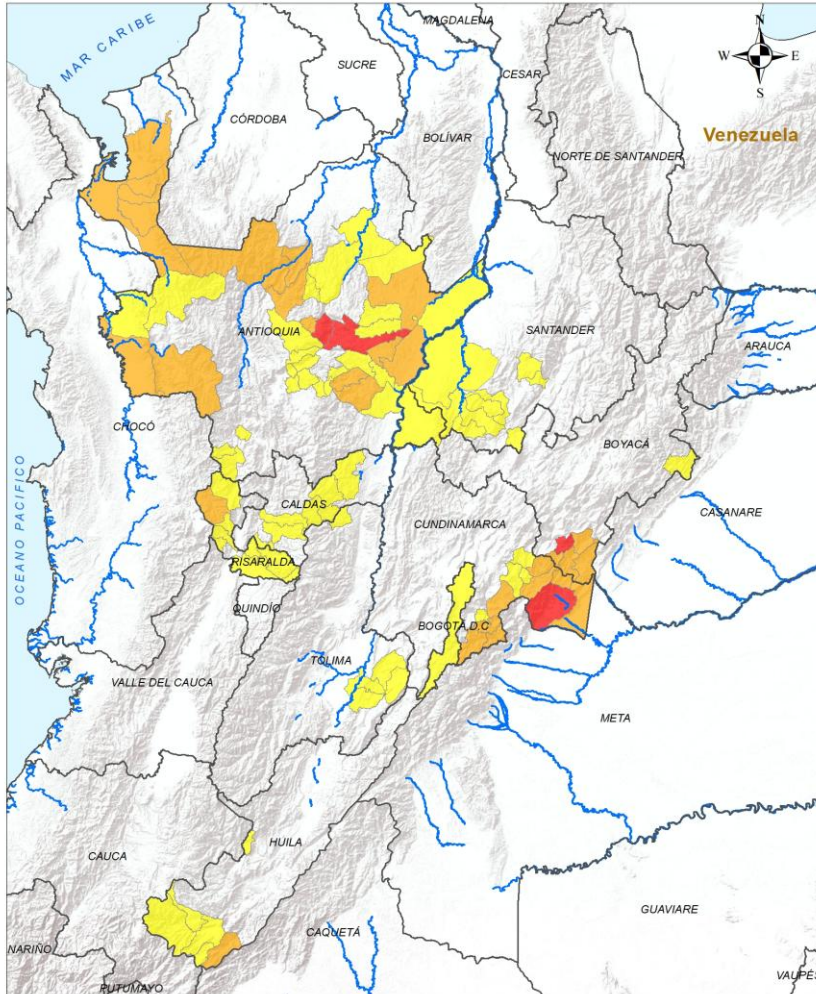 MAGDALENA
N
MAR CARIBE
SUCRE
W
E
CESAR
S
CÓRDOBA
BOLÍVAR
Venezuela
NORTE DE SANTANDER
ANTIOQUIA
SANTANDER
ARAUCA
CHOCÓ
BOYACÁ
OCEANO PACIFICO
CALDAS
CUNDINAMARCA
CASANARE
RISARALDA
QUINDÍO
BOGOTÁ, D.C
TOLIMA
VALLE DEL CAUCA
META
HUILA
CAUCA
GUAVIARE
CAQUETÁ
NARIÑO
PUTUMAYO
VAUPÉS